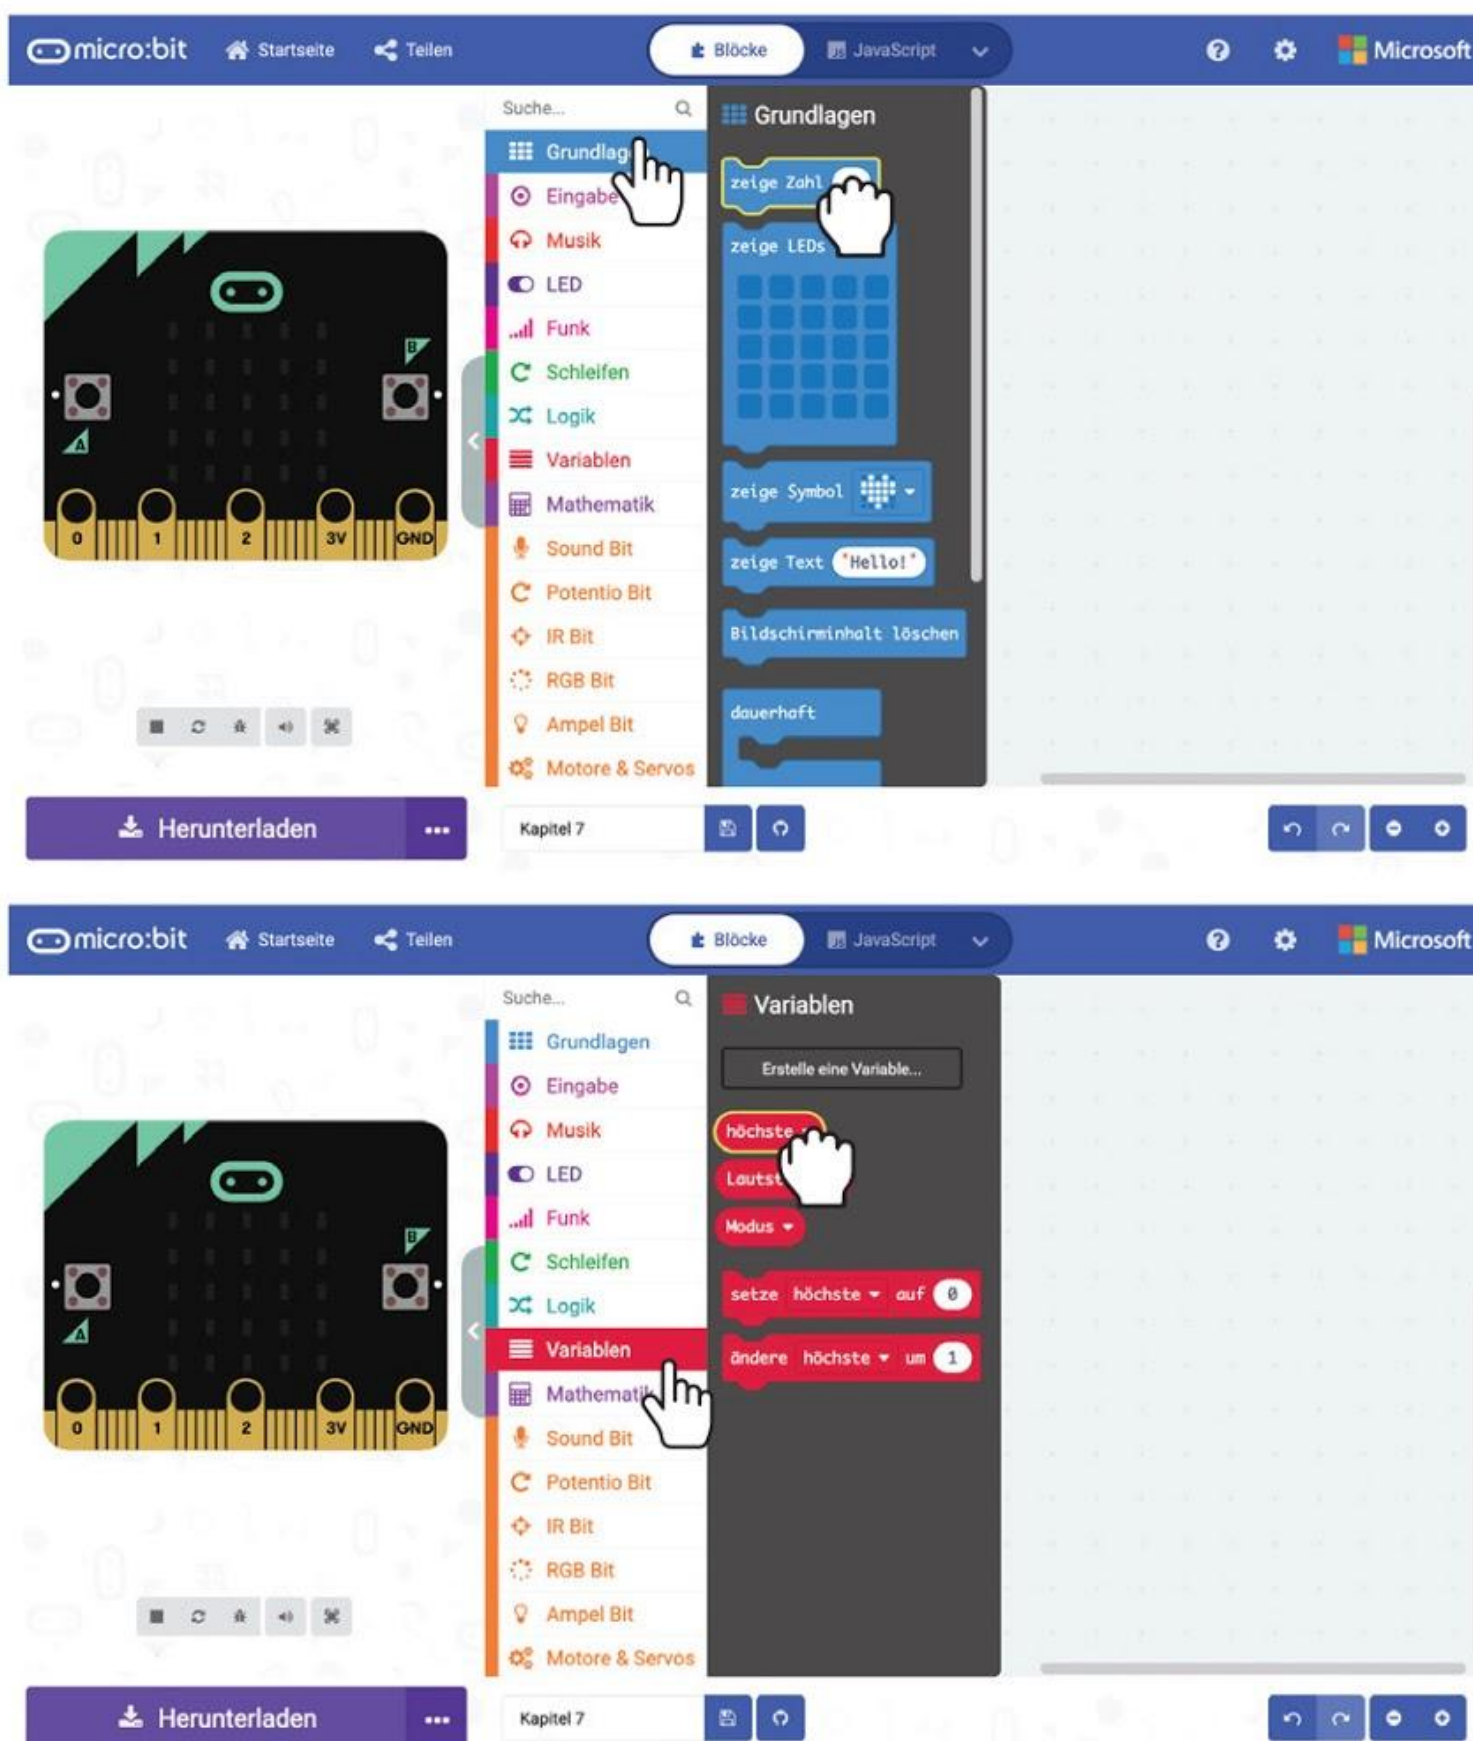 micro:bit Startseite Teilen Blöcke JavaScript Microsoft
Suche...
Eingabe
Musik
LED
Funk
Schleifen
Logik
Variablen
Mathematik
Sound Bit
Potentio Bit
IR Bit
RGB Bit
Ampel Bit
Motore & Servos
Grundlagen
zeige Zahl
zeige LEDs
zeige Symbol
zeige Text "Hello!"
Bildschirminhalt löschen
dauerhaft
A
B
0 1 2 3V GND
Herunterladen
Kapitel 7
micro:bit Startseite Teilen Blöcke JavaScript Microsoft
Suche...
Grundlagen
Eingabe
Musik
LED
Funk
Schleifen
Logik
Variablen
Mathematik
Sound Bit
Potentio Bit
IR Bit
RGB Bit
Ampel Bit
Motore & Servos
Variablen
Erstelle eine Variable...
höchste
Modus
setze höchste auf 0
ändere höchste um 1
A
B
0 1 2 3V GND
Herunterladen
Kapitel 7